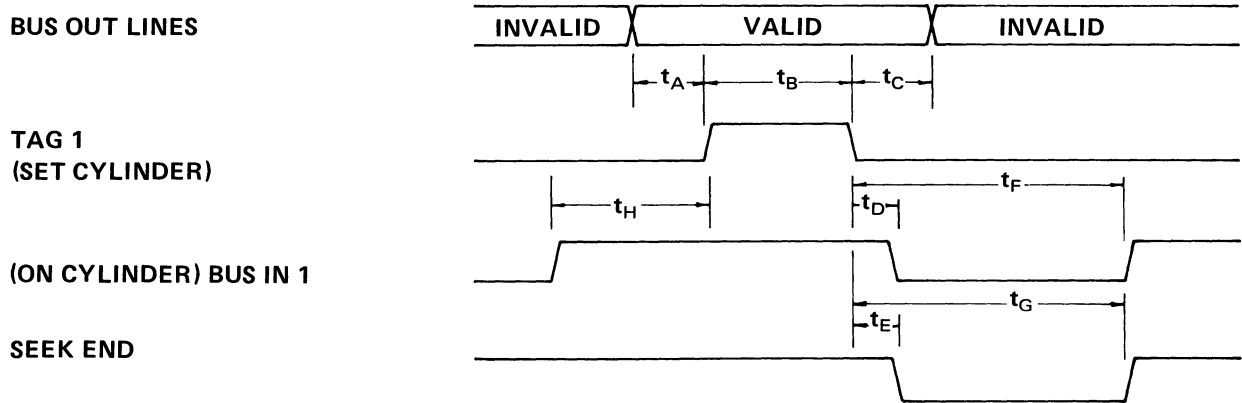 BUS OUT LINES
INVALID VALID INVALID
tA tB tC
TAG 1
(SET CYLINDER)
tF
tH tD
(ON CYLINDER) BUS IN 1
tG
tE
SEEK END